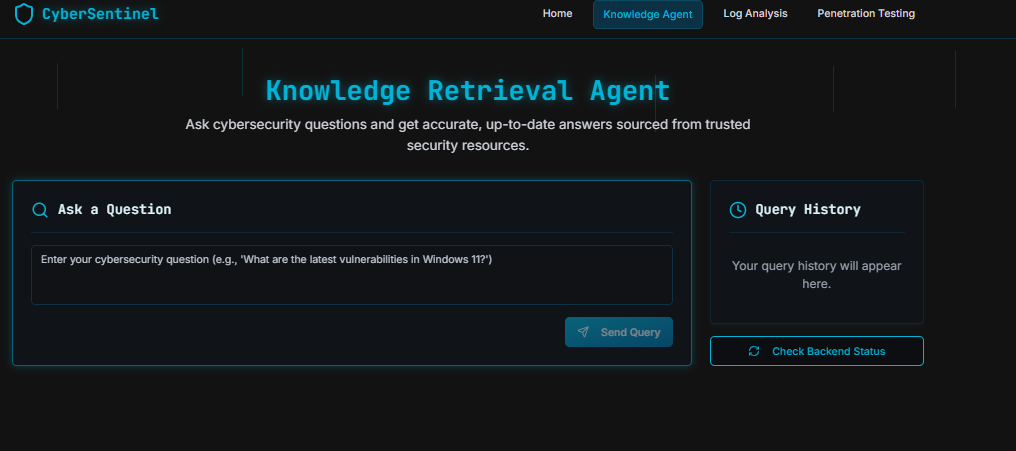 CyberSentinel
Home
Knowledge Agent
Log Analysis
Penetration Testing
Knowledge Retrieval Agent
Ask cybersecurity questions and get accurate, up-to-date answers sourced from trusted
security resources.
Ask a Question
Enter your cybersecurity question (e.g., 'What are the latest vulnerabilities in Windows 11?')
Send Query
Query History
Your query history will appear
here.
Check Backend Status